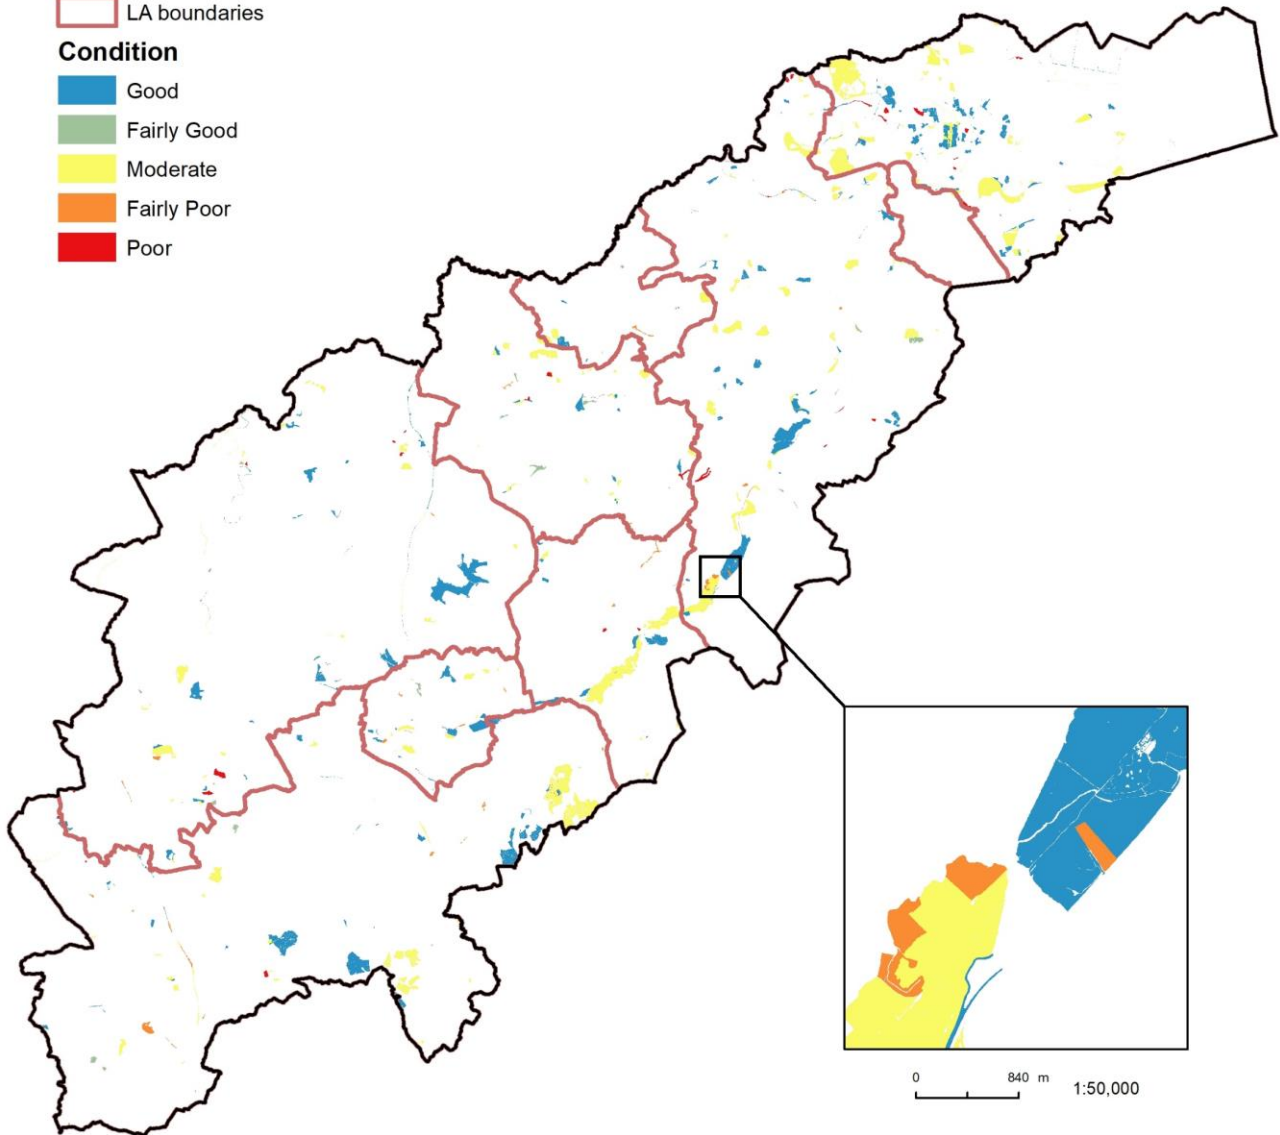 LA boundaries
Condition
Good
Fairly Good
Moderate
Fairly Poor
Poor
0 840 m
1:50,000